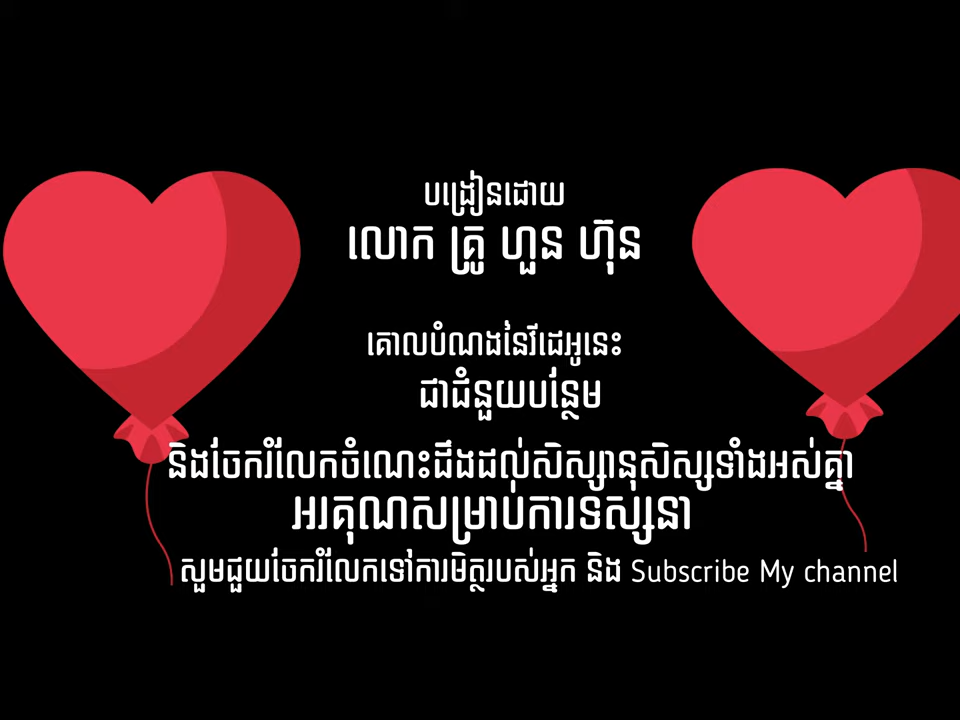 បង្រៀនដោយ
លោក គ្រូ ហួន ហ៊ុន
គោលបំណងនៃវីដេអូនេះ
ជាជំនួយបន្ថែម
និងចែករំលែកចំណេះដឹងដល់សិស្សានុសិស្សទាំងអស់គ្នា
អរគុណសម្រាប់ការទស្សនា
សួមជួយចែករំលែកទៅការមិត្ថរបស់អ្នក និង Subscribe My channel